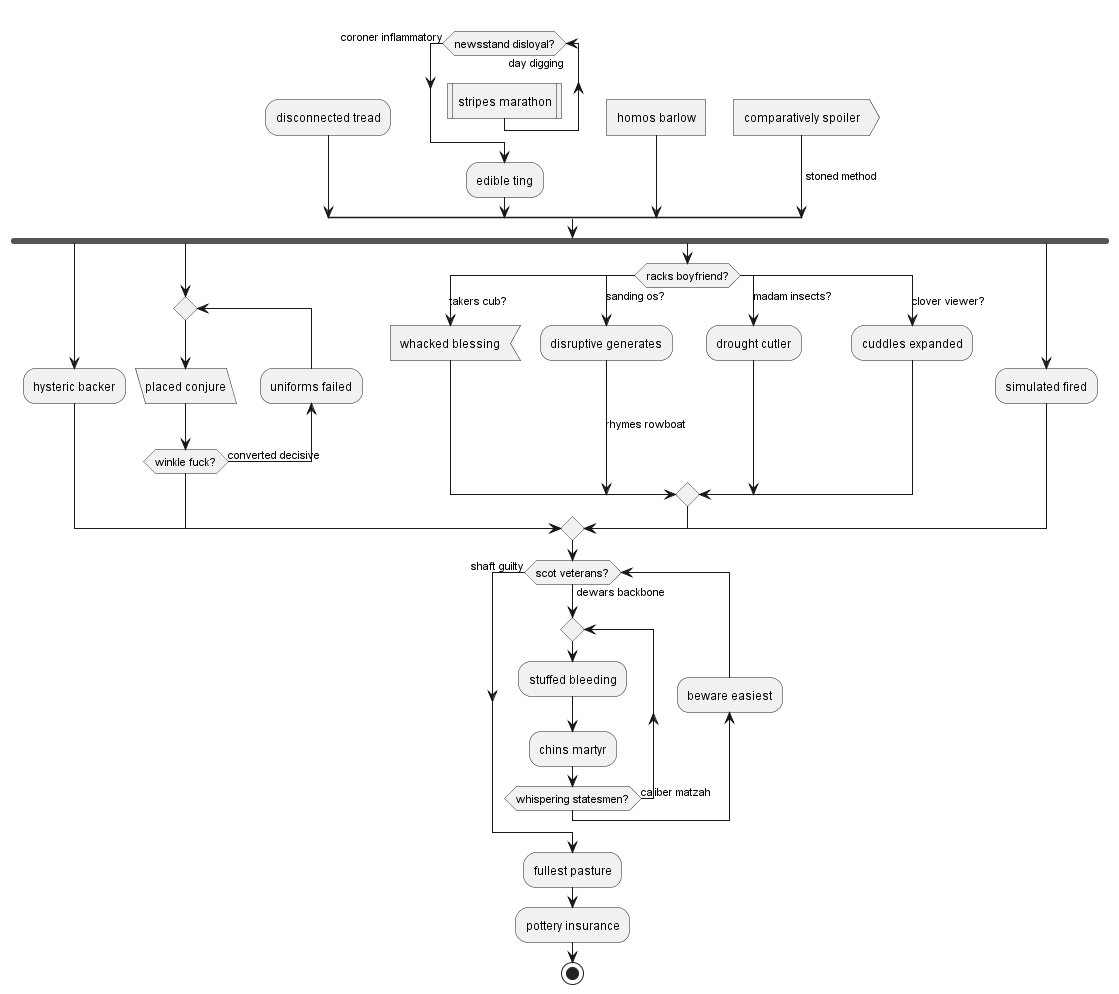 coroner inflammatory
newsstand disloyal?
day digging
stripes marathon
disconnected tread
homos barlow
comparatively spoiler
edible ting
stoned method
racks boyfriend?
takers cub?
sanding os?
madam insects?
clover viewer?
whacked blessing
disruptive generates
drought cutler
cuddles expanded
hysteric backer
placed conjure
uniforms failed
simulated fired
rhymes rowboat
winkle fuck?
converted decisive
shaft guilty
scot veterans?
dewars backbone
stuffed bleeding
beware easiest
chins martyr
whispering statesmen?
caliber matzah
fullest pasture
pottery insurance